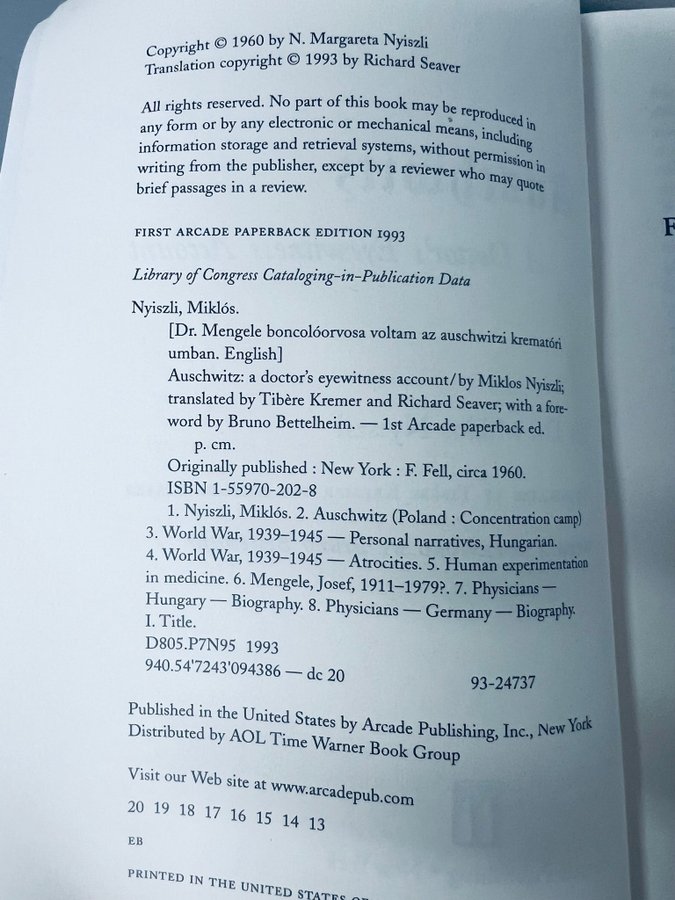 Copyright © 1960 by N. Margareta Nyiszli
Translation copyright © 1993 by Richard Seaver
All rights reserved. No part of this book may be reproduced in
any form or by any electronic or mechanical means, including
information storage and retrieval systems, without permission in
writing from the publisher, except by a reviewer who may quote
brief passages in a review.
FIRST ARCADE PAPERBACK EDITION 1993
Library of Congress Cataloging-in-Publication Data
Nyiszli, Miklós.
[Dr. Mengele boncolóorvosa voltam az auschwitzi krematóri
umban. English]
Auschwitz: a doctor's eyewitness account/by Miklos Nyiszli;
translated by Tibère Kremer and Richard Seaver; with a fore-
word by Bruno Bettelheim. — 1st Arcade paperback ed.
p. cm.
Originally published : New York : F. Fell, circa 1960.
ISBN 1-55970-202-8
1. Nyiszli, Miklós. 2. Auschwitz (Poland : Concentration camp)
3. World War, 1939–1945 — Personal narratives, Hungarian.
4. World War, 1939–1945 — Atrocities. 5. Human experimentation
in medicine. 6. Mengele, Josef, 1911–1979?. 7. Physicians —
Hungary — Biography. 8. Physicians — Germany — Biography.
I. Title.
D805.P7N95 1993
940.54'7243'094386 — dc 20
93-24737
Published in the United States by Arcade Publishing, Inc., New York
Distributed by AOL Time Warner Book Group
Visit our Web site at www.arcadepub.com
20 19 18 17 16 15 14 13
EB
PRINTED IN THE UNITED STATES OF